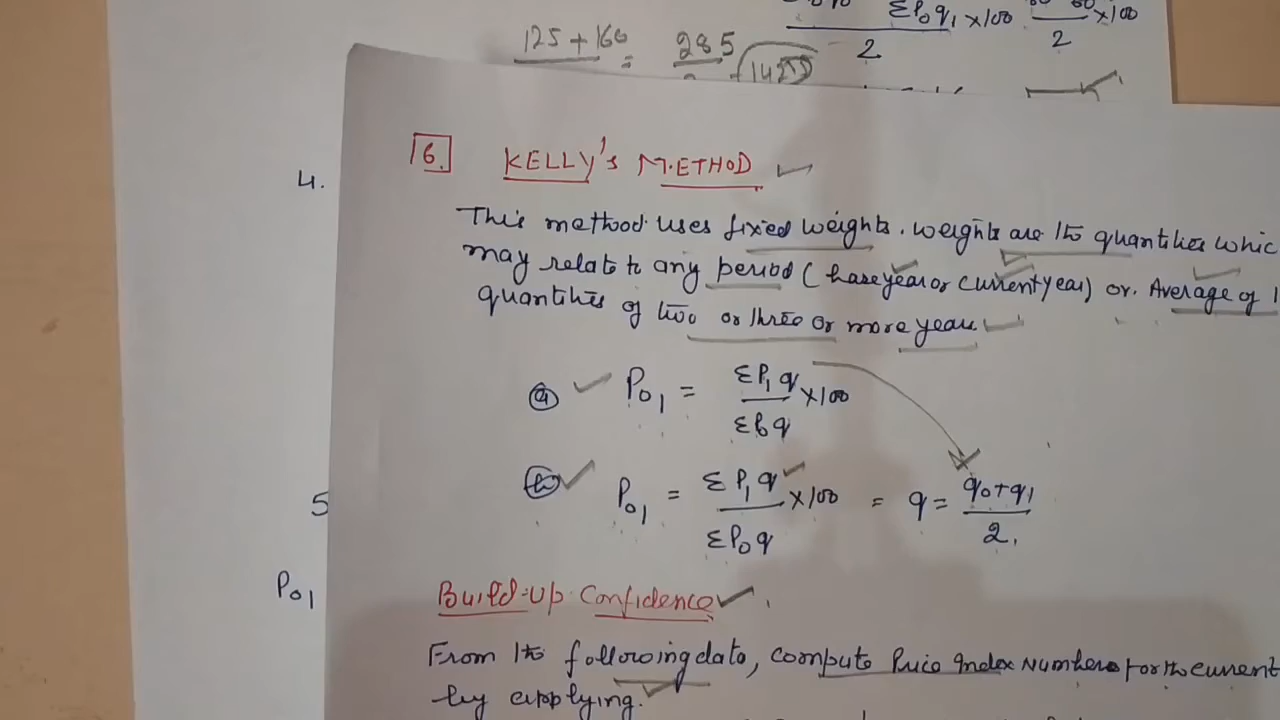 ΣP₀q₁ ×100 ×100
2 2
125+160 = 285
6. KELLY'S METHOD
4.
This method uses fixed weights. weights are the quantities whic
may relate to any period (base year or current year) or. Average of
quantities of two or three or more years.
(a) P₀₁ = ΣP₁q / Σq ×100
(b) P₀₁ = ΣP₁q / ΣP₀q ×100 = q = q₀+q₁ / 2.
5
P₀₁
Build-Up Confidence.
From the following data, compute Price Index Numbers for the current
by applying.